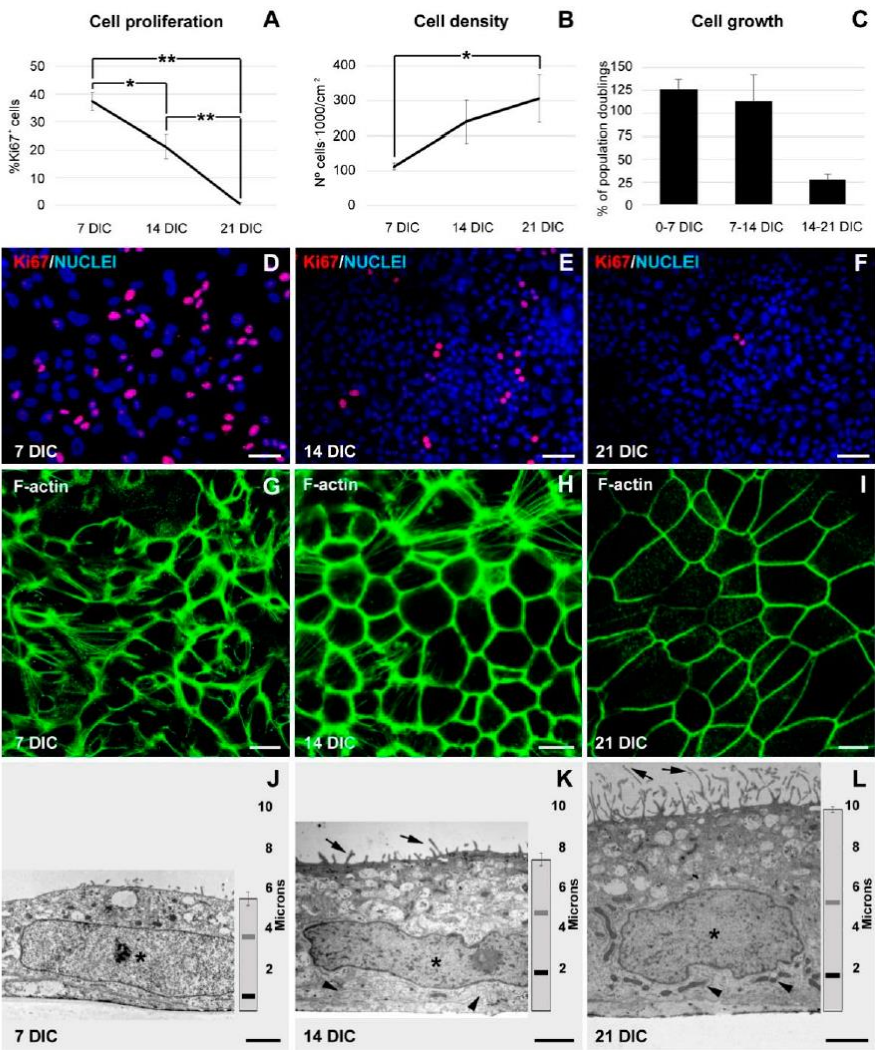 Cell proliferation A
**
*
**
50
40
30
20
10
0
%Ki67⁺ cells
7 DIC 14 DIC 21 DIC
Cell density B
*
400
300
200
100
0
Nº cells·1000/cm²
7 DIC 14 DIC 21 DIC
Cell growth C
150
125
100
75
50
25
0
% of population doublings
0-7 DIC 7-14 DIC 14-21 DIC
Ki67/NUCLEI D
7 DIC
Ki67/NUCLEI E
14 DIC
Ki67/NUCLEI F
21 DIC
F-actin G
7 DIC
F-actin H
14 DIC
F-actin I
21 DIC
J
10
8
6
4
2
Microns
*
7 DIC
K
10
8
6
4
2
Microns
*
14 DIC
L
10
8
6
4
2
Microns
*
21 DIC